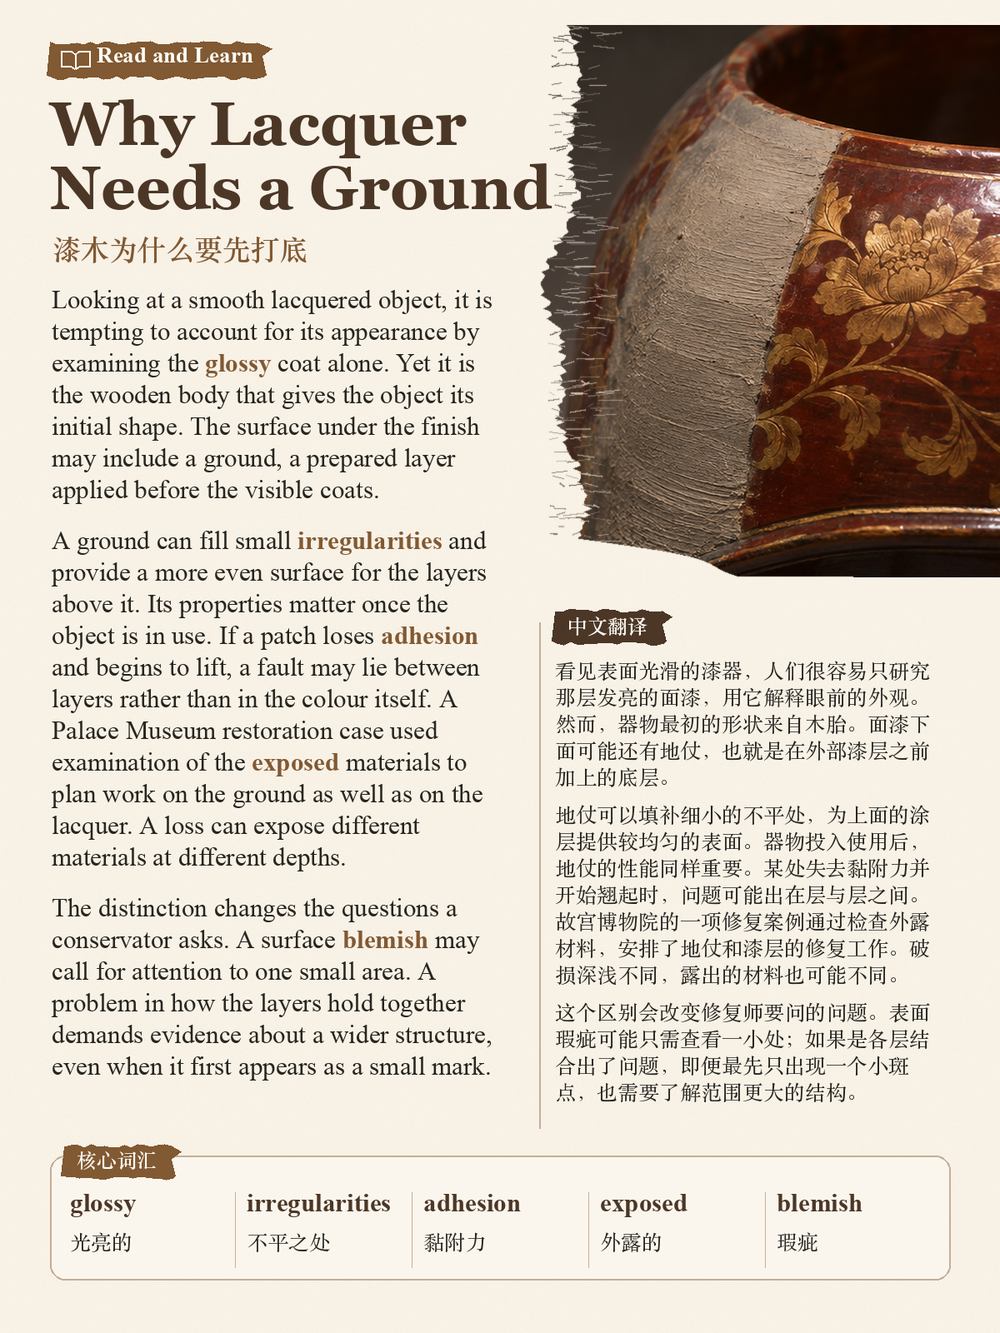 Read and Learn
Why Lacquer
Needs a Ground
漆木为什么要先打底
Looking at a smooth lacquered object, it is
tempting to account for its appearance by
examining the glossy coat alone. Yet it is
the wooden body that gives the object its
initial shape. The surface under the finish
may include a ground, a prepared layer
applied before the visible coats.
A ground can fill small irregularities and
provide a more even surface for the layers
above it. Its properties matter once the
object is in use. If a patch loses adhesion
and begins to lift, a fault may lie between
layers rather than in the colour itself. A
Palace Museum restoration case used
examination of the exposed materials to
plan work on the ground as well as on the
lacquer. A loss can expose different
materials at different depths.
The distinction changes the questions a
conservator asks. A surface blemish may
call for attention to one small area. A
problem in how the layers hold together
demands evidence about a wider structure,
even when it first appears as a small mark.
中文翻译
看见表面光滑的漆器，人们很容易只研究
那层发亮的面漆，用它解释眼前的外观。
然而，器物最初的形状来自木胎。面漆下
面可能还有地仗，也就是在外部漆层之前
加上的底层。
地仗可以填补细小的不平处，为上面的涂
层提供较均匀的表面。器物投入使用后，
地仗的性能同样重要。某处失去黏附力并
开始翘起时，问题可能出在层与层之间。
故宫博物院的一项修复案例通过检查外露
材料，安排了地仗和漆层的修复工作。破
损深浅不同，露出的材料也可能不同。
这个区别会改变修复师要问的问题。表面
瑕疵可能只需查看一小处；如果是各层结
合出了问题，即便最先只出现一个小斑
点，也需要了解范围更大的结构。
核心词汇
glossy
光亮的
irregularities
不平之处
adhesion
黏附力
exposed
外露的
blemish
瑕疵